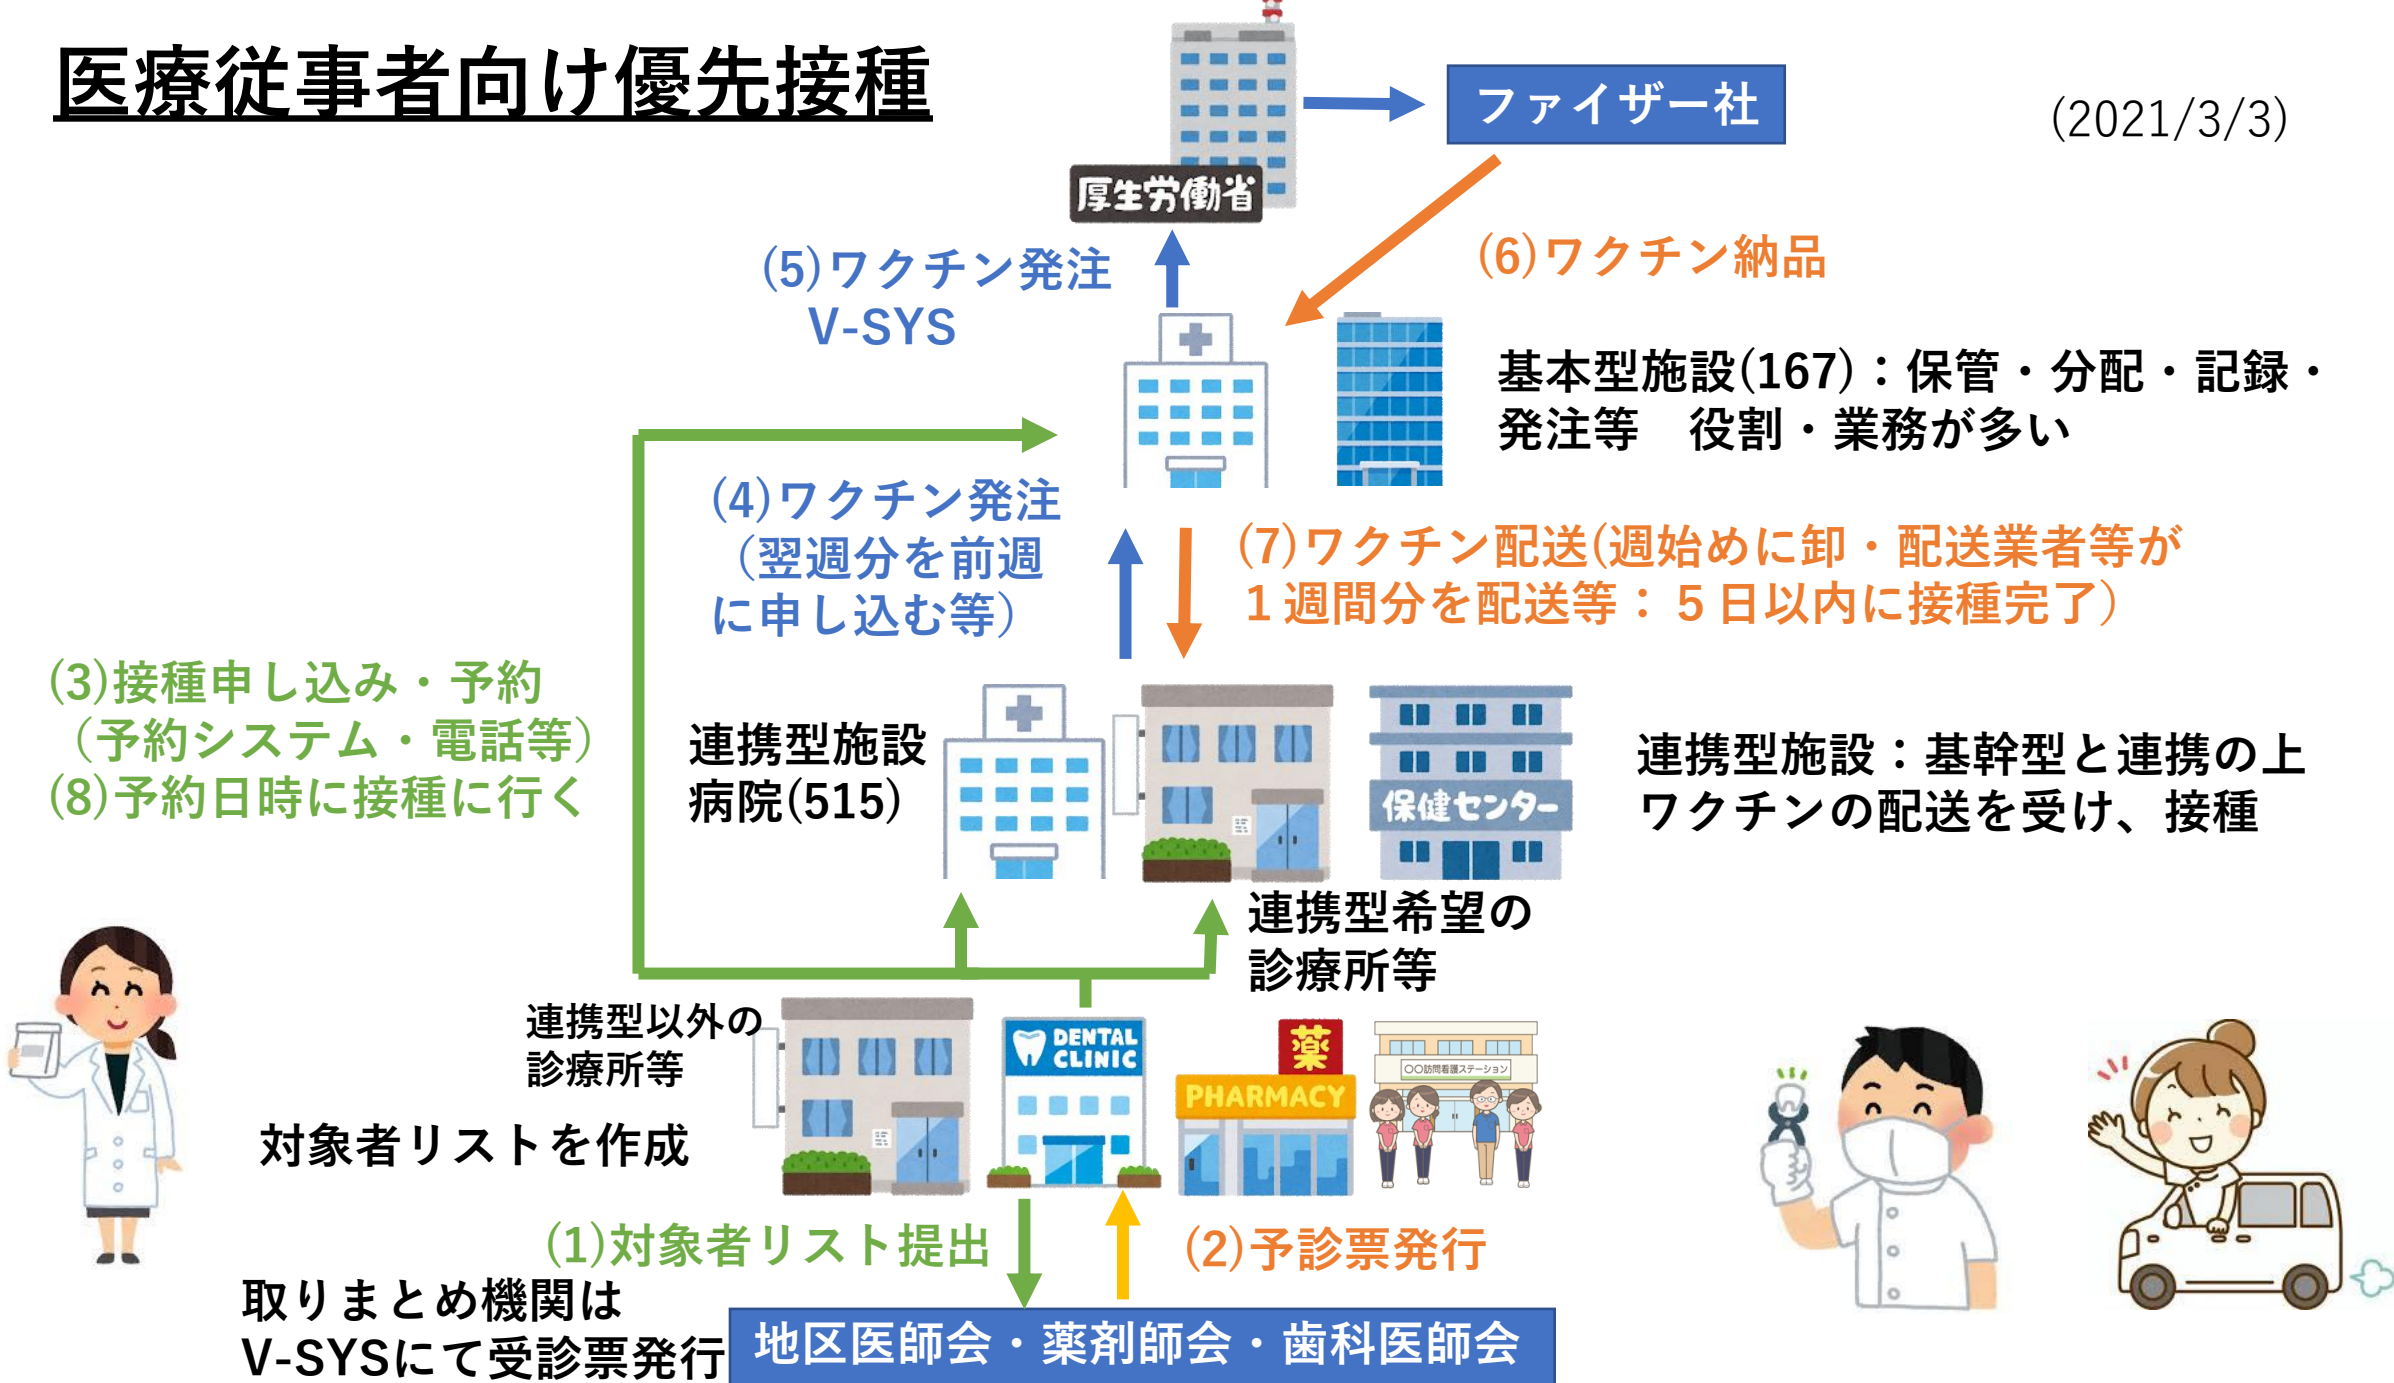 医療従事者向け優先接種
(2021/3/3)
ファイザー社
厚生労働省
(5)ワクチン発注
V-SYS
(6)ワクチン納品
基本型施設(167)：保管・分配・記録・
発注等　役割・業務が多い
(4)ワクチン発注
（翌週分を前週
に申し込む等）
(7)ワクチン配送(週始めに卸・配送業者等が
１週間分を配送等：５日以内に接種完了）
(3)接種申し込み・予約
（予約システム・電話等）
(8)予約日時に接種に行く
連携型施設
病院(515)
保健センター
連携型施設：基幹型と連携の上
ワクチンの配送を受け、接種
連携型希望の
診療所等
連携型以外の
診療所等
DENTAL
CLINIC
薬
PHARMACY
〇〇訪問看護ステーション
対象者リストを作成
(1)対象者リスト提出
(2)予診票発行
取りまとめ機関は
V-SYSにて受診票発行
地区医師会・薬剤師会・歯科医師会